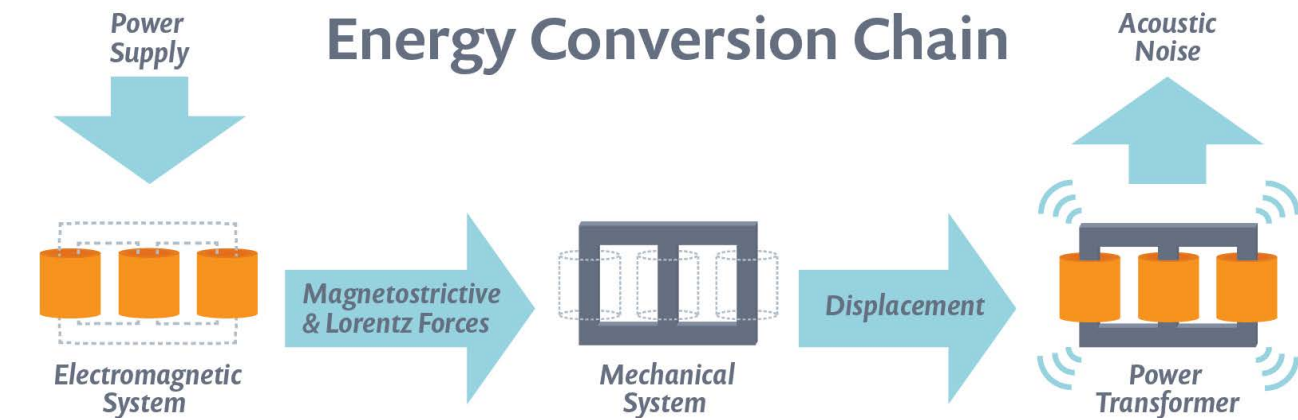 Energy Conversion Chain
Power
Supply
Acoustic
Noise
Magnetostrictive
& Lorentz Forces
Displacement
Electromagnetic
System
Mechanical
System
Power
Transformer